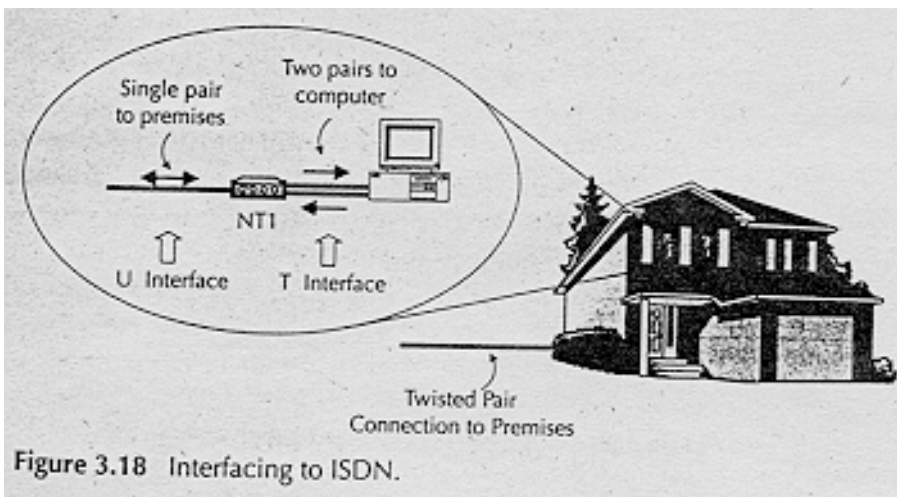 Single pair
to premises
Two pairs to
computer
NT1
U Interface
T Interface
Twisted Pair
Connection to Premises
Figure 3.18 Interfacing to ISDN.